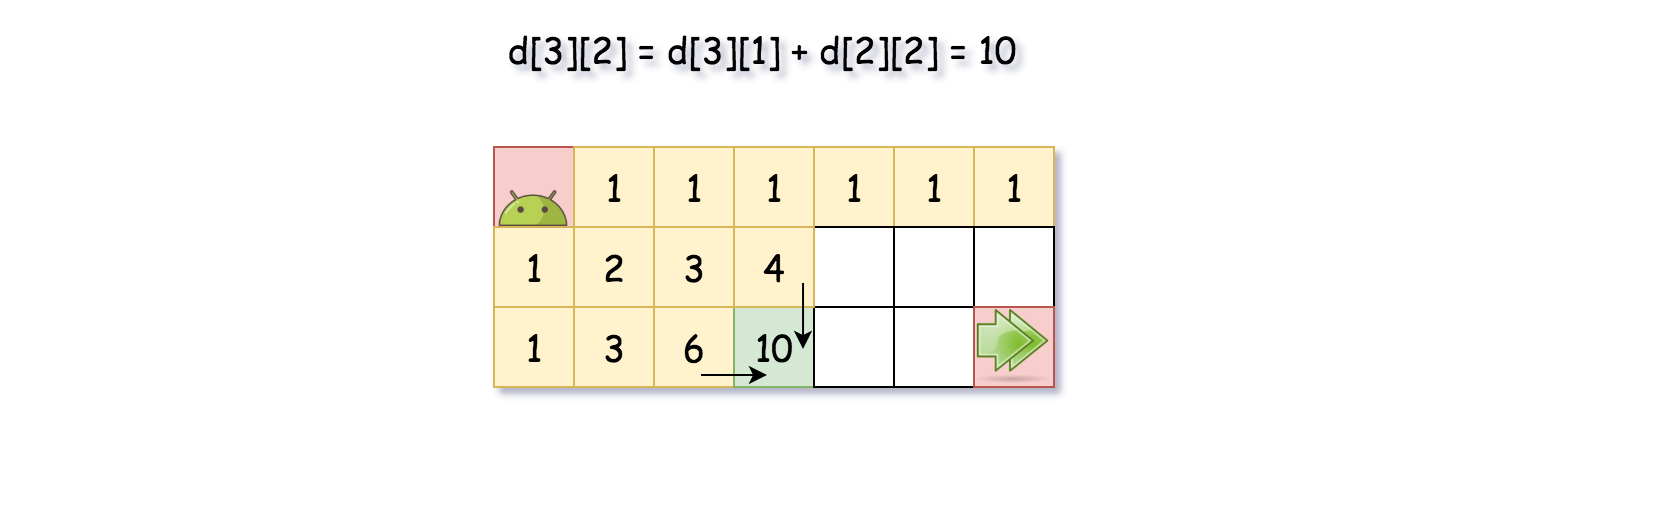 d[3][2] = d[3][1] + d[2][2] = 10
1 1 1 1 1 1
1 2 3 4
1 3 6 10